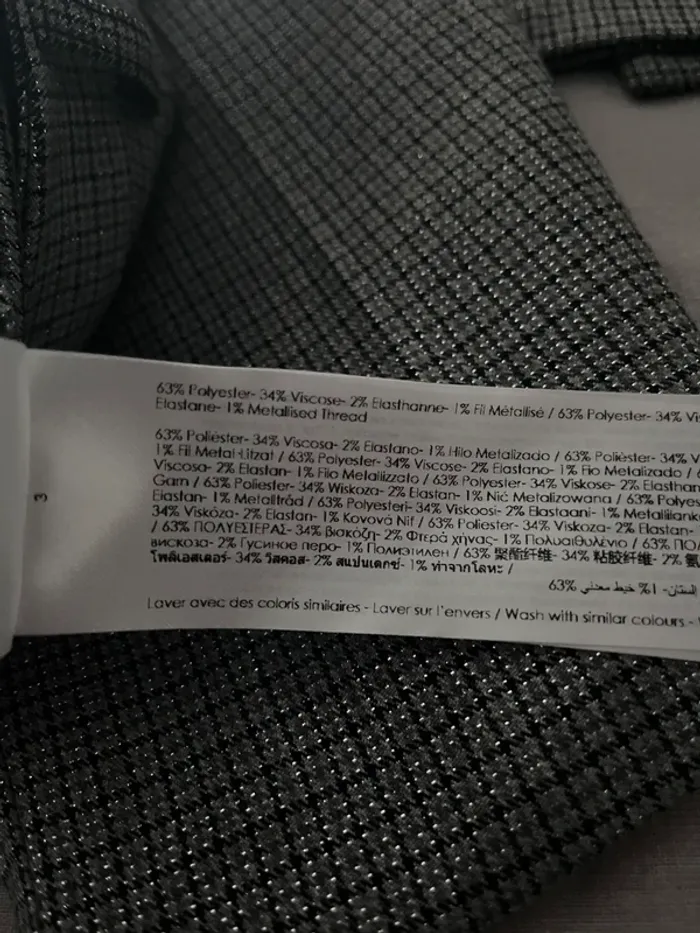 63% Polyester- 34% Viscose- 2% Elasthanne- 1% Fil Métallisé / 63% Polyester- 34%
Elastane- 1% Metallised Thread
63% Poliéster- 34% Viscosa- 2% Elastano- 1% Hilo Metalizado / 63% Poliéster- 34%
1% Fil Metal·Litzat / 63% Polyester- 34% Viscose- 2% Elastano- 1% Fio Metalizado /
Viscosa- 2% Elastan- 1% Filo Metallizzato / 63% Polyester- 34% Viskose- 2% Elasthan
Garn / 63% Poliester- 34% Wiskoza- 2% Elastan- 1% Nić Metalizowana / 63%
Elastan- 1% Metalltråd / 63% Polyesteri- 34% Viskoosi- 2% Elastaani- 1%
34% Viskóza- 2% Elastan- 1% Kovová Niť / 63% Poliester- 34% Viskoza- 2% Elastan-
/ 63% ΠΟΛΥΕΣΤΕΡΑΣ- 34% βισκόζη- 2% Φτερά χήνας- 1% Πολυαιθυλένιο / 63%
вискоза- 2% Гусиное перо- 1% Полиэтилен / 63% 聚酯纤维- 34% 粘胶纤维- 2%
โพลีเอสเตอร์- 34% วิสคอส- 2% สแปนเดกซ์- 1% ทำจากโลหะ /
1% خيط معدني / 63%
Laver avec des coloris similaires - Laver sur l'envers / Wash with similar colours -
3